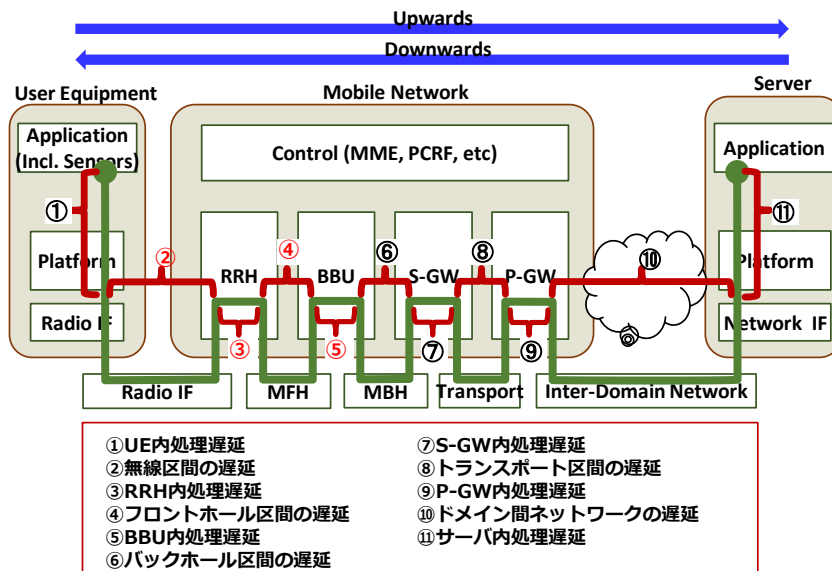 Upwards
Downwards
User Equipment
Mobile Network
Server
Application
(Incl. Sensors)
Control (MME, PCRF, etc)
Application
①
⑪
②
④
⑥
⑧
⑩
Platform
RRH
BBU
S-GW
P-GW
Platform
Radio IF
Network IF
③
⑤
⑦
⑨
Radio IF
MFH
MBH
Transport
Inter-Domain Network
①UE内処理遅延
②無線区間の遅延
③RRH内処理遅延
④フロントホール区間の遅延
⑤BBU内処理遅延
⑥バックホール区間の遅延
⑦S-GW内処理遅延
⑧トランスポート区間の遅延
⑨P-GW内処理遅延
⑩ドメイン間ネットワークの遅延
⑪サーバ内処理遅延